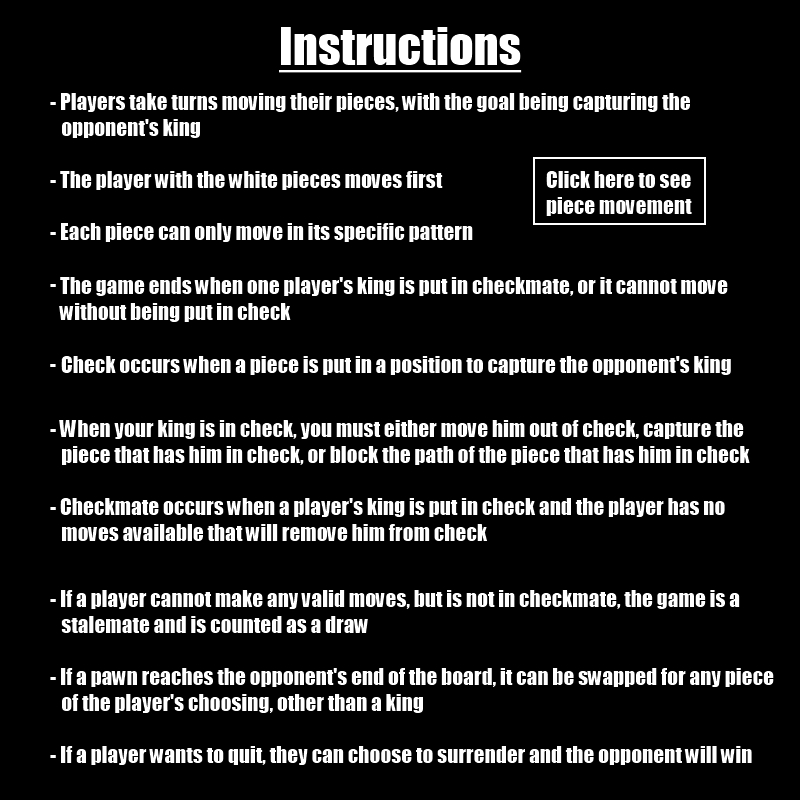 Instructions
- Players take turns moving their pieces, with the goal being capturing the
opponent's king
- The player with the white pieces moves first
Click here to see
piece movement
- Each piece can only move in its specific pattern
- The game ends when one player's king is put in checkmate, or it cannot move
without being put in check
- Check occurs when a piece is put in a position to capture the opponent's king
- When your king is in check, you must either move him out of check, capture the
piece that has him in check, or block the path of the piece that has him in check
- Checkmate occurs when a player's king is put in check and the player has no
moves available that will remove him from check
- If a player cannot make any valid moves, but is not in checkmate, the game is a
stalemate and is counted as a draw
- If a pawn reaches the opponent's end of the board, it can be swapped for any piece
of the player's choosing, other than a king
- If a player wants to quit, they can choose to surrender and the opponent will win